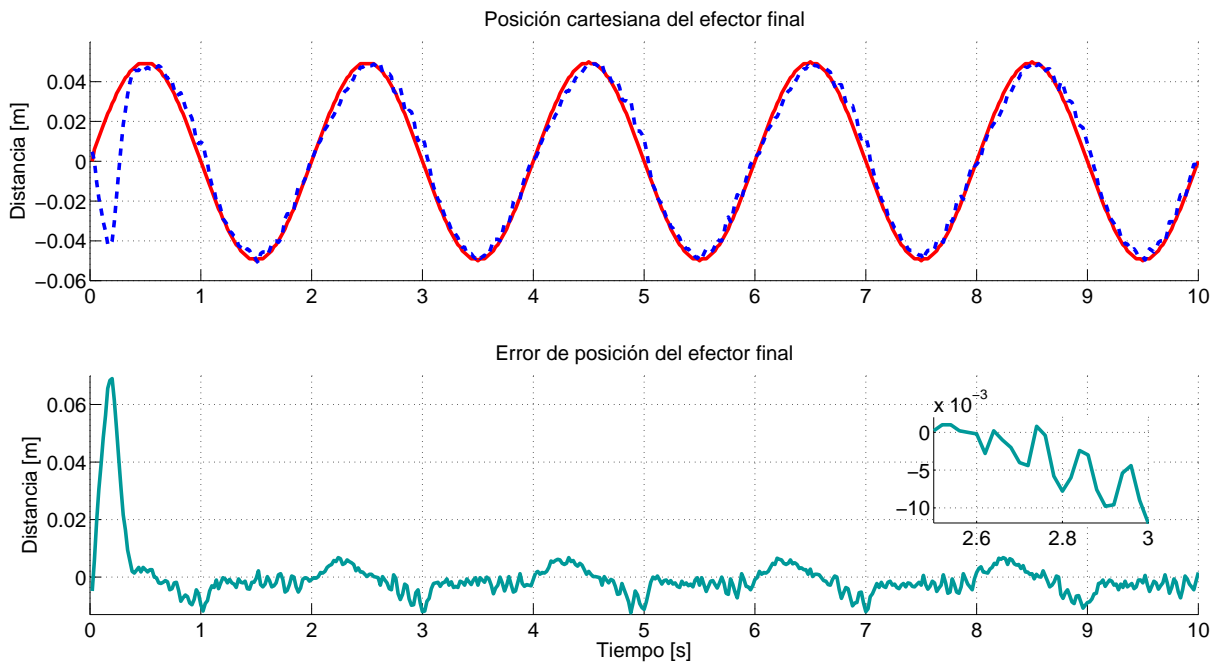 Posición cartesiana del efector final
Distancia [m]
0.04
0.02
0
−0.02
−0.04
−0.06
0 1 2 3 4 5 6 7 8 9 10
Error de posición del efector final
Distancia [m]
0.06
0.04
0.02
0
x 10⁻³
0
−5
−10
2.6 2.8 3
0 1 2 3 4 5 6 7 8 9 10
Tiempo [s]